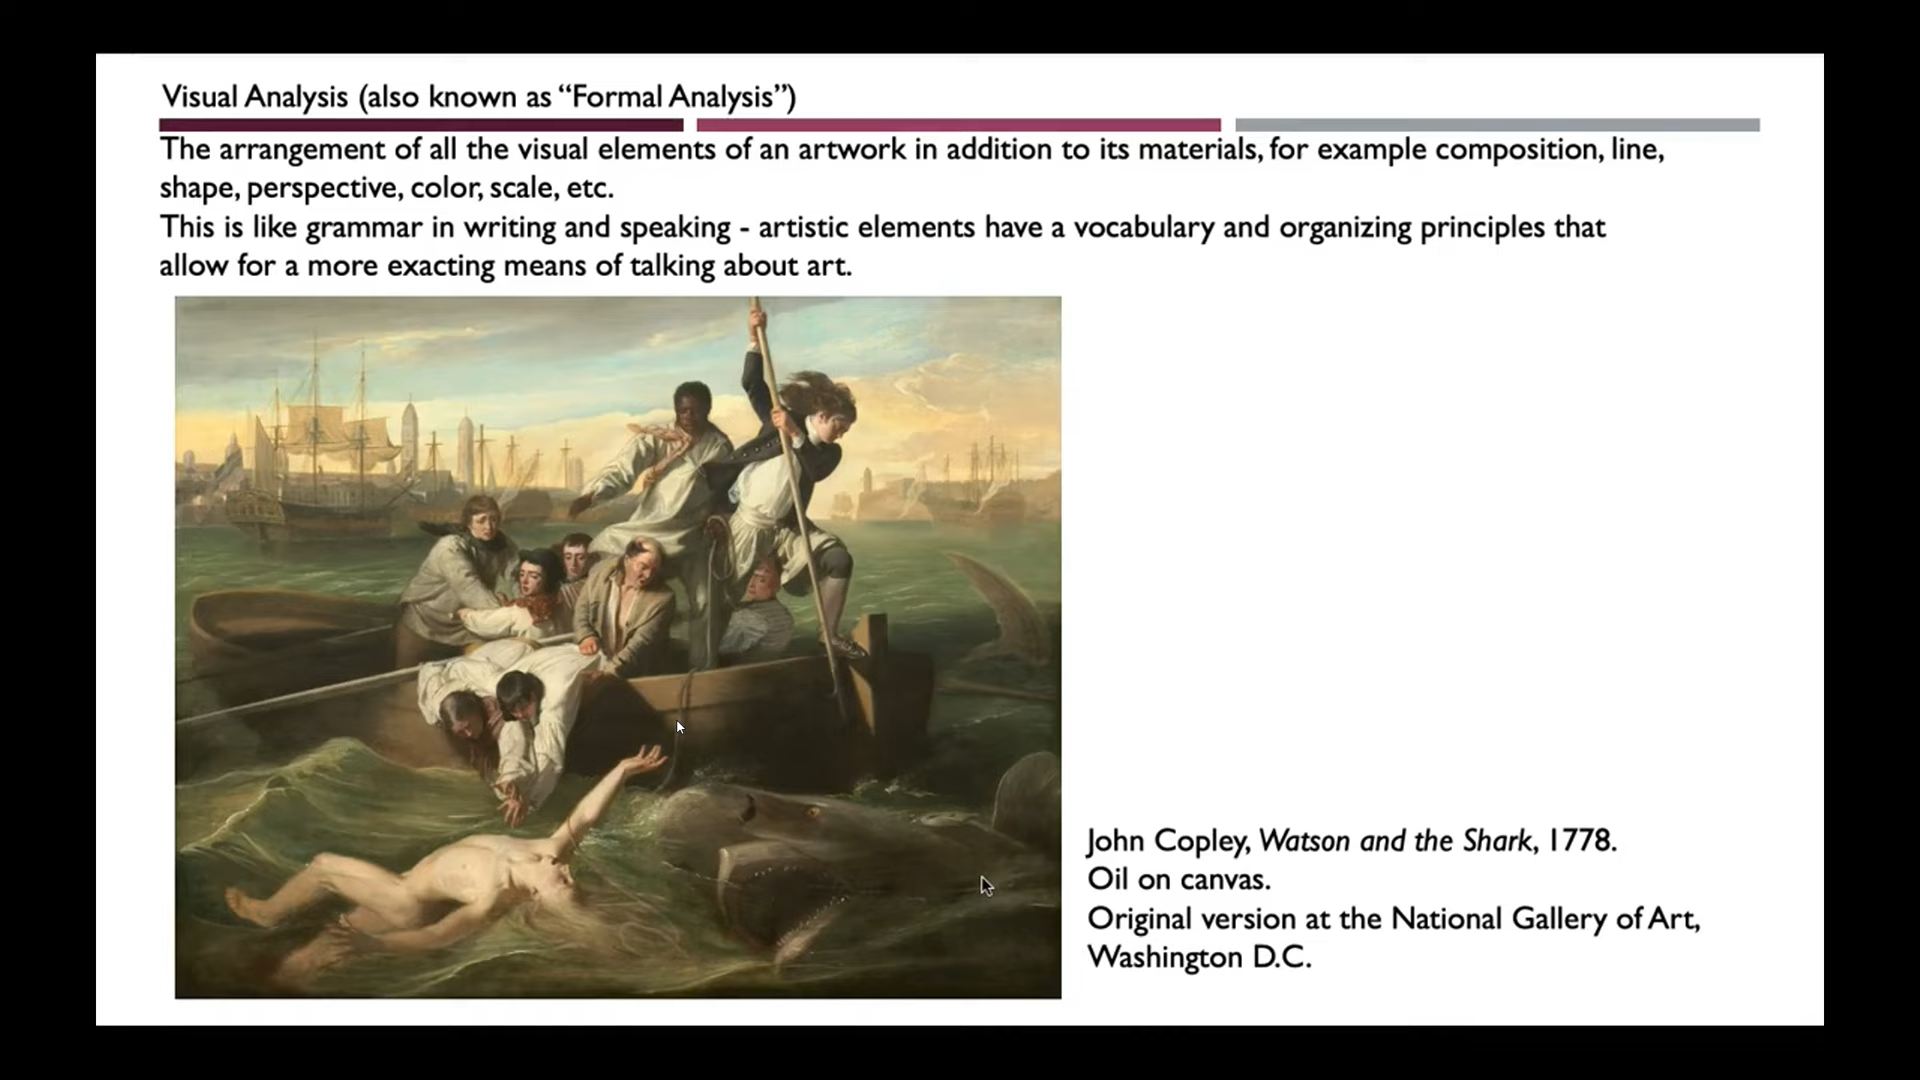 Visual Analysis (also known as “Formal Analysis”)
The arrangement of all the visual elements of an artwork in addition to its materials, for example composition, line,
shape, perspective, color, scale, etc.
This is like grammar in writing and speaking - artistic elements have a vocabulary and organizing principles that
allow for a more exacting means of talking about art.
John Copley, Watson and the Shark, 1778.
Oil on canvas.
Original version at the National Gallery of Art,
Washington D.C.